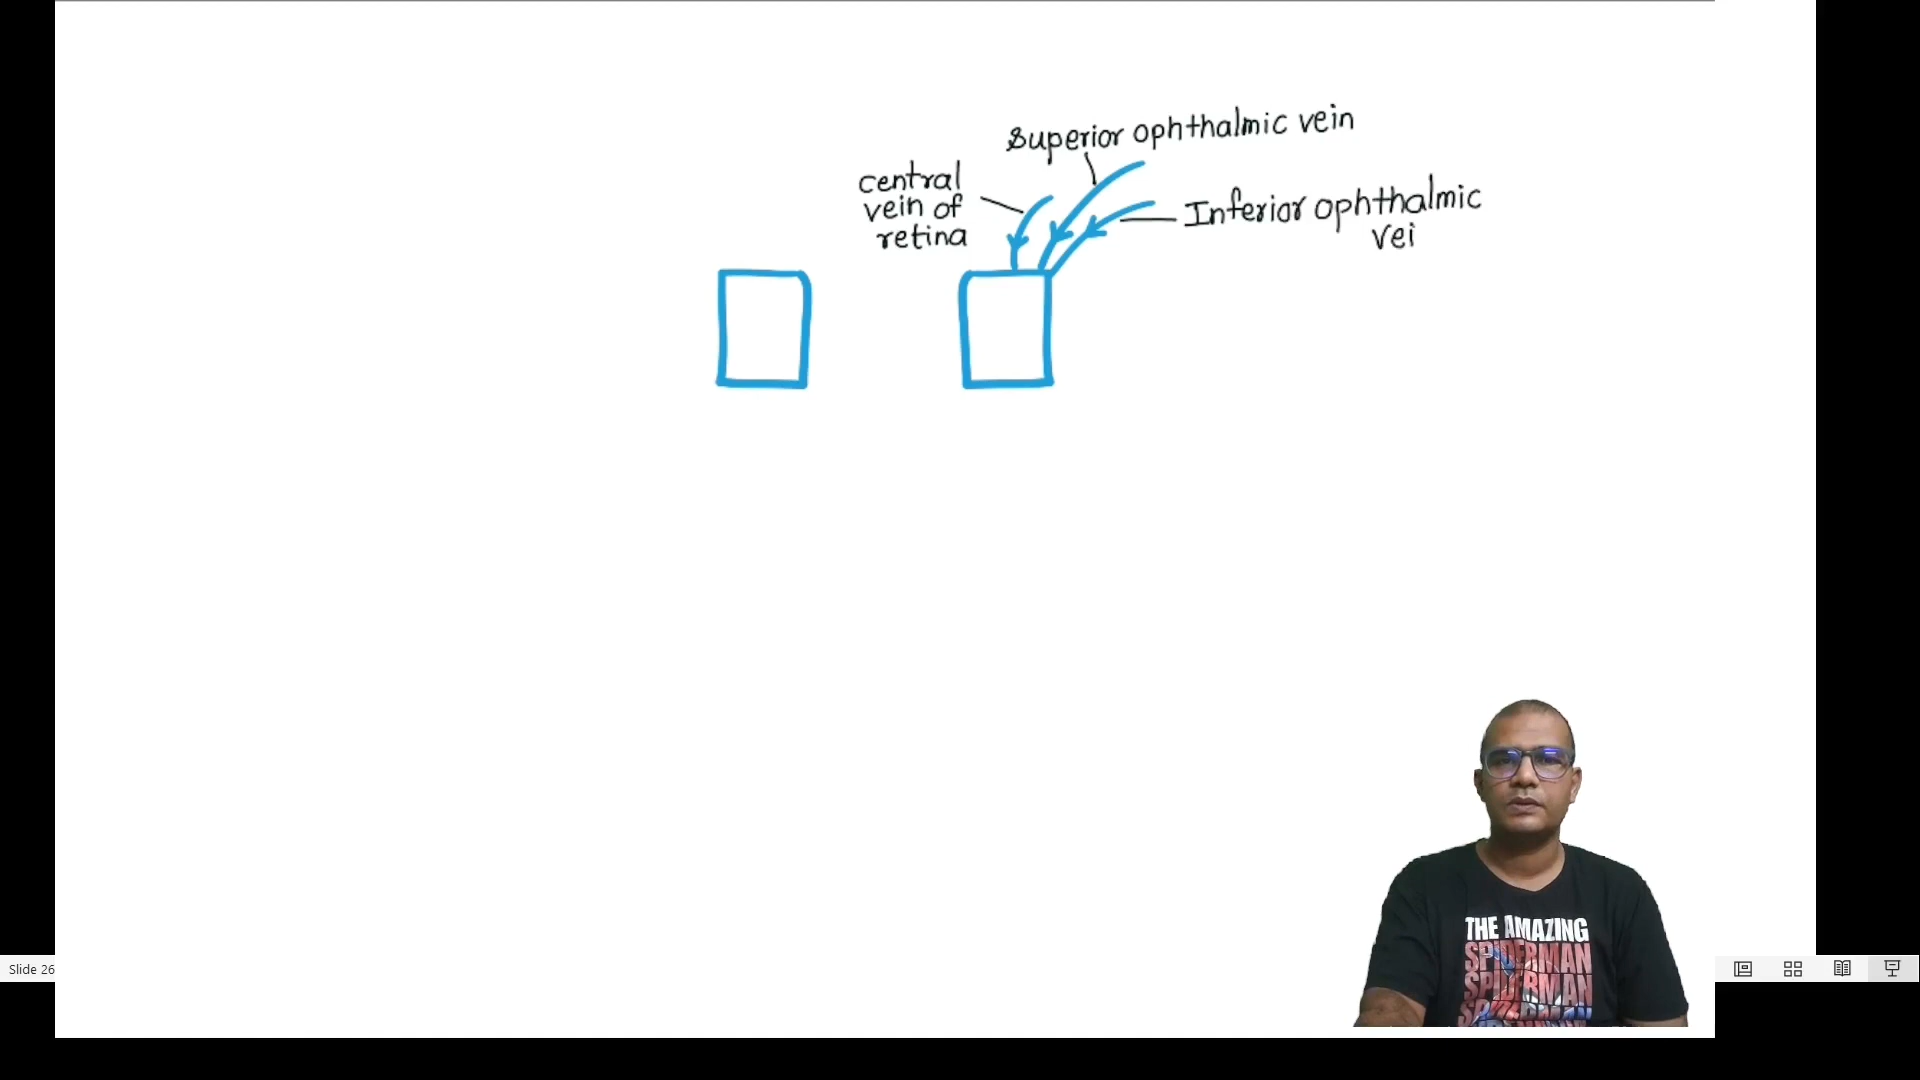 Superior ophthalmic vein
central
vein of
retina
Inferior ophthalmic
vei
Slide 26
THE AMAZING
SPIDERMAN
SPIDERMAN